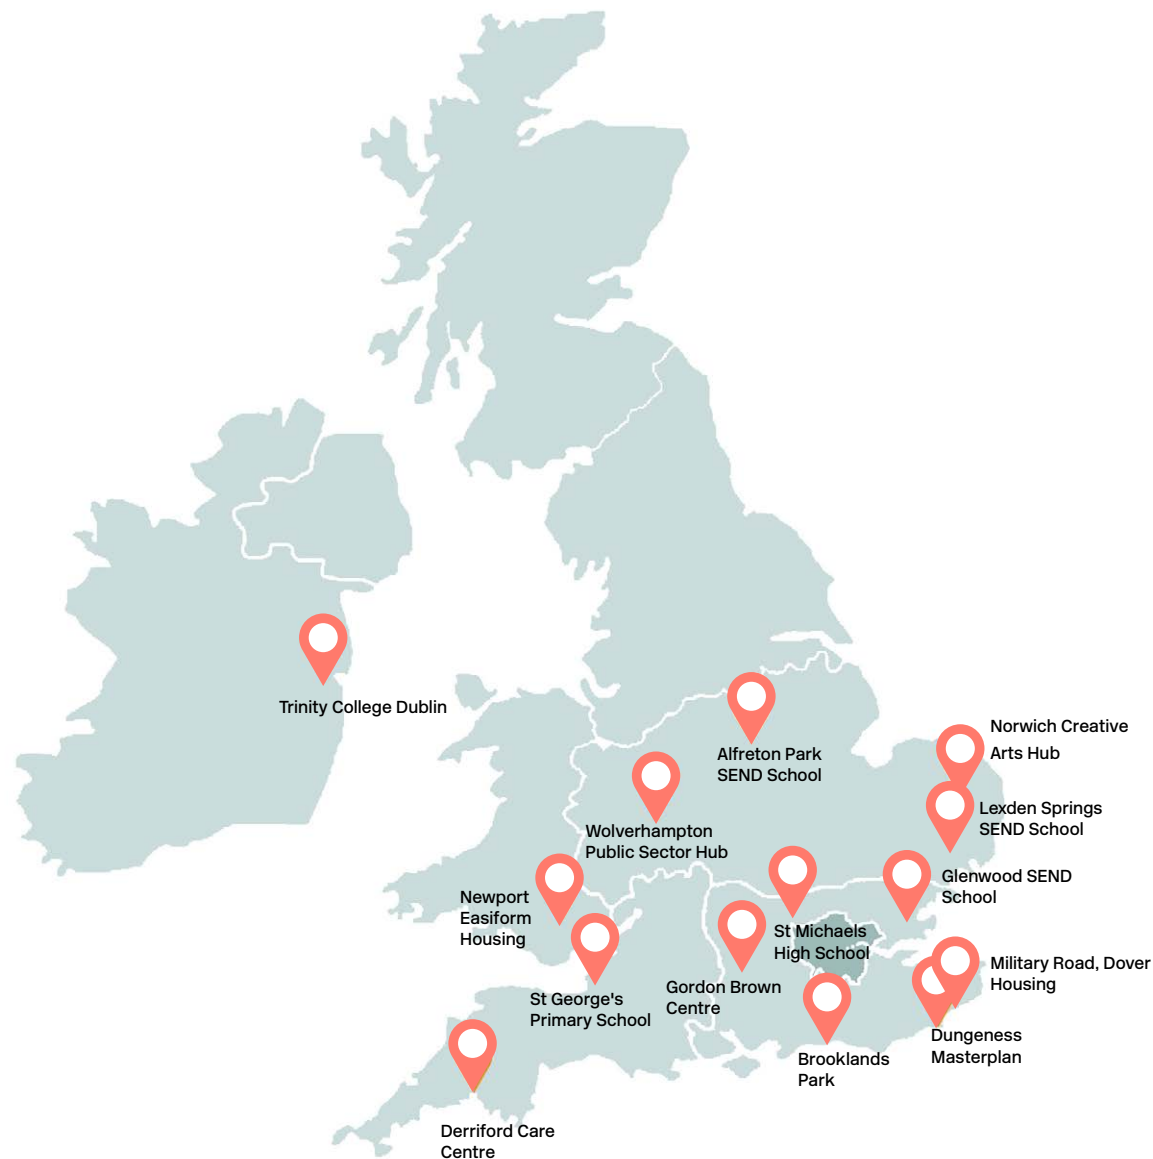 Trinity College Dublin
Norwich Creative
Arts Hub
Alfreton Park
SEND School
Lexden Springs
SEND School
Wolverhampton
Public Sector Hub
Glenwood SEND
School
Newport
Easiform
Housing
St Michaels
High School
Military Road, Dover
Housing
Gordon Brown
Centre
St George's
Primary School
Dungeness
Masterplan
Brooklands
Park
Derriford Care
Centre